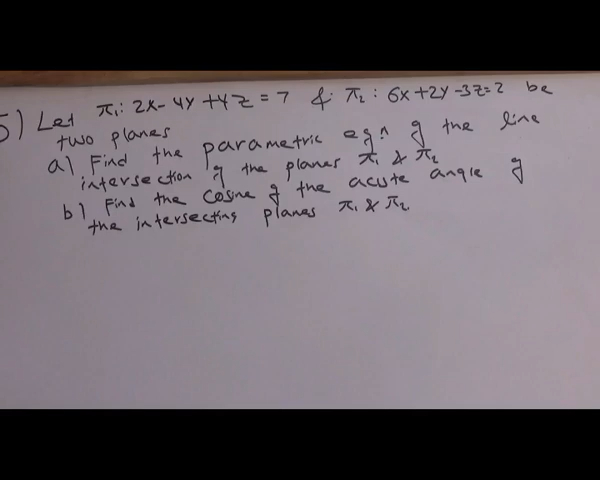 5) Let π₁: 2x-4y+4z=7 & π₂: 6x+2y-3z=2 be
two planes
a) Find the parametric eqn of the line
intersection of the planes π₁ & π₂
b) Find the cosine of the acute angle of
the intersecting planes π₁ & π₂